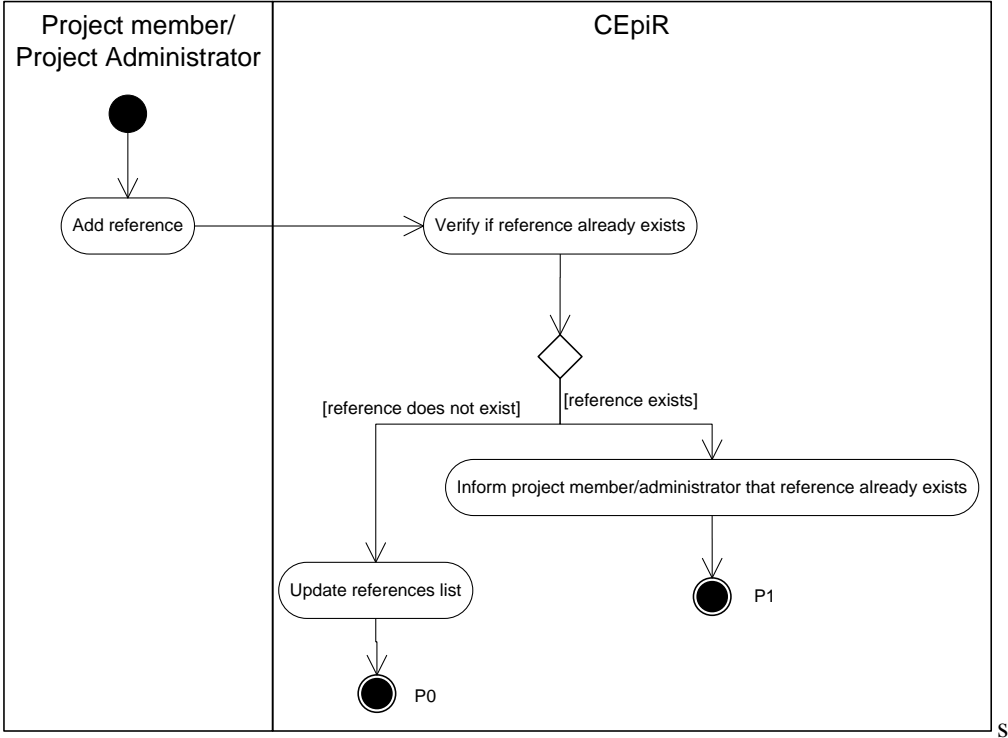 Project member/
Project Administrator
CEpiR
Add reference
Verify if reference already exists
[reference does not exist]
[reference exists]
Inform project member/administrator that reference already exists
Update references list
P1
P0
s